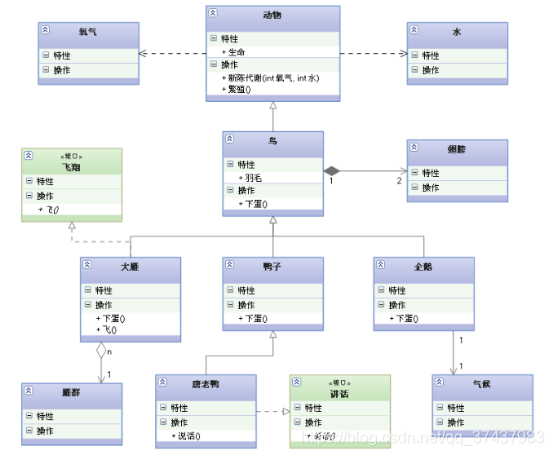 动物
特性
+ 生命
操作
+ 新陈代谢(int 氧气, int 水)
+ 繁殖()
氧气
特性
操作
水
特性
操作
鸟
特性
+ 羽毛
操作
+ 下蛋()
1
2
翅膀
特性
操作
«接口»
飞翔
特性
操作
+ 飞()
大雁
特性
操作
+ 下蛋()
+ 飞()
鸭子
特性
操作
+ 下蛋()
企鹅
特性
操作
+ 下蛋()
n
1
1
1
雁群
特性
操作
唐老鸭
特性
操作
+ 说话()
«接口»
讲话
特性
操作
气候
特性
操作
https://blog.csdn.net/qq_37437983